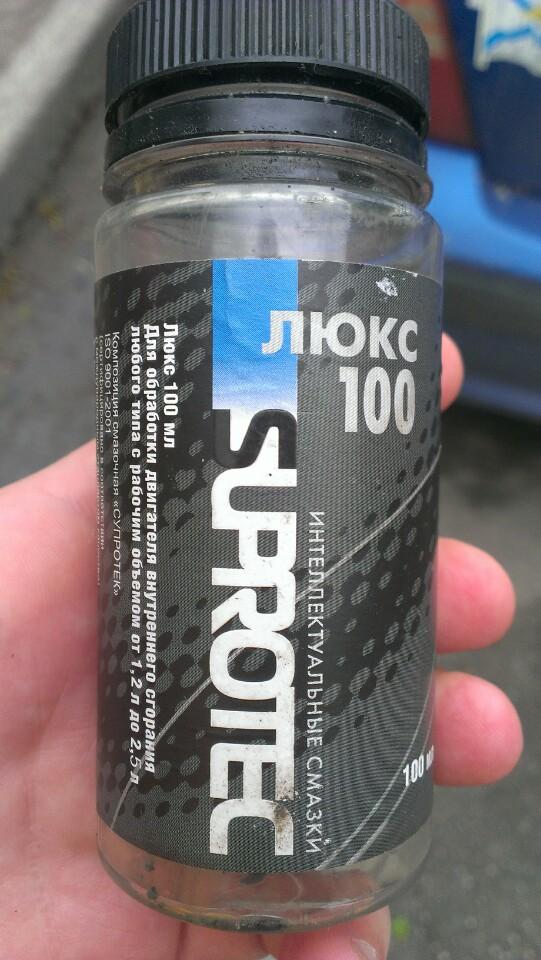 ЛЮКС
100
SUPROTEC
ИНТЕЛЛЕКТУАЛЬНЫЕ СМАЗКИ
100 мл
Люкс 100 мл
Для обработки двигателя внутреннего сгорания
любого типа с рабочим объемом от 1,2 л до 2,5 л
Композиция смазочная «СУПРОТЕК»
ISO 9001-2001